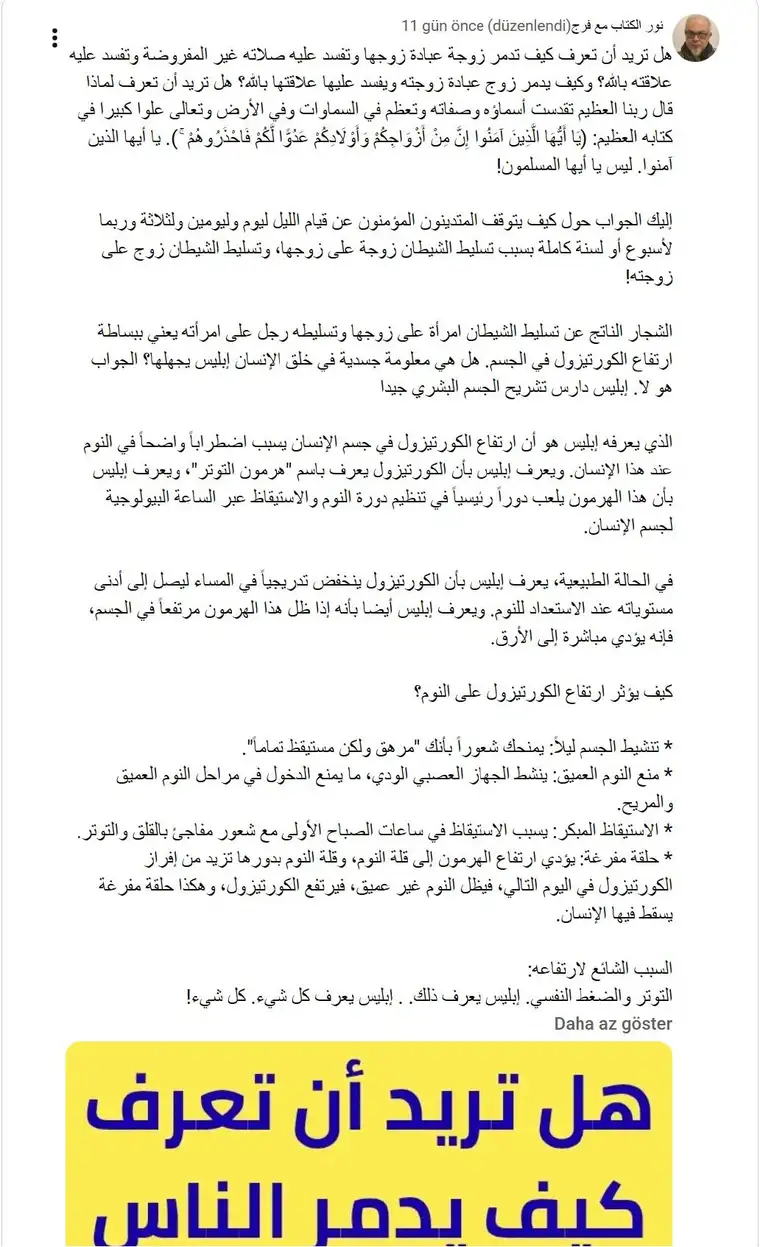 نور الكتاب مع فرج(düzenlendi) 11 gün önce
هل تريد أن تعرف كيف تدمر زوجة عبادة زوجها وتفسد عليه صلاته غير المفروضة وتفسد عليه
علاقته بالله؟ وكيف يدمر زوج عبادة زوجته ويفسد عليها علاقتها بالله؟ هل تريد أن تعرف لماذا
قال ربنا العظيم تقدست أسماؤه وصفاته وتعظم في السماوات وفي الأرض وتعالى علوا كبيرا في
كتابه العظيم: (يَا أَيُّهَا الَّذِينَ آمَنُوا إِنَّ مِنْ أَزْوَاجِكُمْ وَأَوْلَادِكُمْ عَدُوًّا لَّكُمْ فَاحْذَرُوهُمْ ۚ). يا أيها الذين
آمنوا. ليس يا أيها المسلمون!
إليك الجواب حول كيف يتوقف المتدينون المؤمنون عن قيام الليل ليوم وليومين ولثلاثة وربما
لأسبوع أو لسنة كاملة بسبب تسليط الشيطان زوجة على زوجها، وتسليط الشيطان زوج على
زوجته!
الشجار الناتج عن تسليط الشيطان امرأة على زوجها وتسليطه رجل على امرأته يعني ببساطة
ارتفاع الكورتيزول في الجسم. هل هي معلومة جسدية في خلق الإنسان إبليس يجهلها؟ الجواب
هو لا. إبليس دارس تشريح الجسم البشري جيدا
الذي يعرفه إبليس هو أن ارتفاع الكورتيزول في جسم الإنسان يسبب اضطراباً واضحاً في النوم
عند هذا الإنسان. ويعرف إبليس بأن الكورتيزول يعرف باسم "هرمون التوتر"، ويعرف إبليس
بأن هذا الهرمون يلعب دوراً رئيسياً في تنظيم دورة النوم والاستيقاظ عبر الساعة البيولوجية
لجسم الإنسان.
في الحالة الطبيعية، يعرف إبليس بأن الكورتيزول ينخفض تدريجياً في المساء ليصل إلى أدنى
مستوياته عند الاستعداد للنوم. ويعرف إبليس أيضا بأنه إذا ظل هذا الهرمون مرتفعاً في الجسم،
فإنه يؤدي مباشرة إلى الأرق.
كيف يؤثر ارتفاع الكورتيزول على النوم؟
* تنشيط الجسم ليلاً: يمنحك شعوراً بأنك "مرهق ولكن مستيقظ تماماً".
* منع النوم العميق: ينشط الجهاز العصبي الودي، ما يمنع الدخول في مراحل النوم العميق
والمريح.
* الاستيقاظ المبكر: يسبب الاستيقاظ في ساعات الصباح الأولى مع شعور مفاجئ بالقلق والتوتر.
* حلقة مفرغة: يؤدي ارتفاع الهرمون إلى قلة النوم، وقلة النوم بدورها تزيد من إفراز
الكورتيزول في اليوم التالي، فيظل النوم غير عميق، فيرتفع الكورتيزول، وهكذا حلقة مفرغة
يسقط فيها الإنسان.
السبب الشائع لارتفاعه:
التوتر والضغط النفسي. إبليس يعرف ذلك. . إبليس يعرف كل شيء. كل شيء!
Daha az göster
هل تريد أن تعرف
كيف يدمر الناس